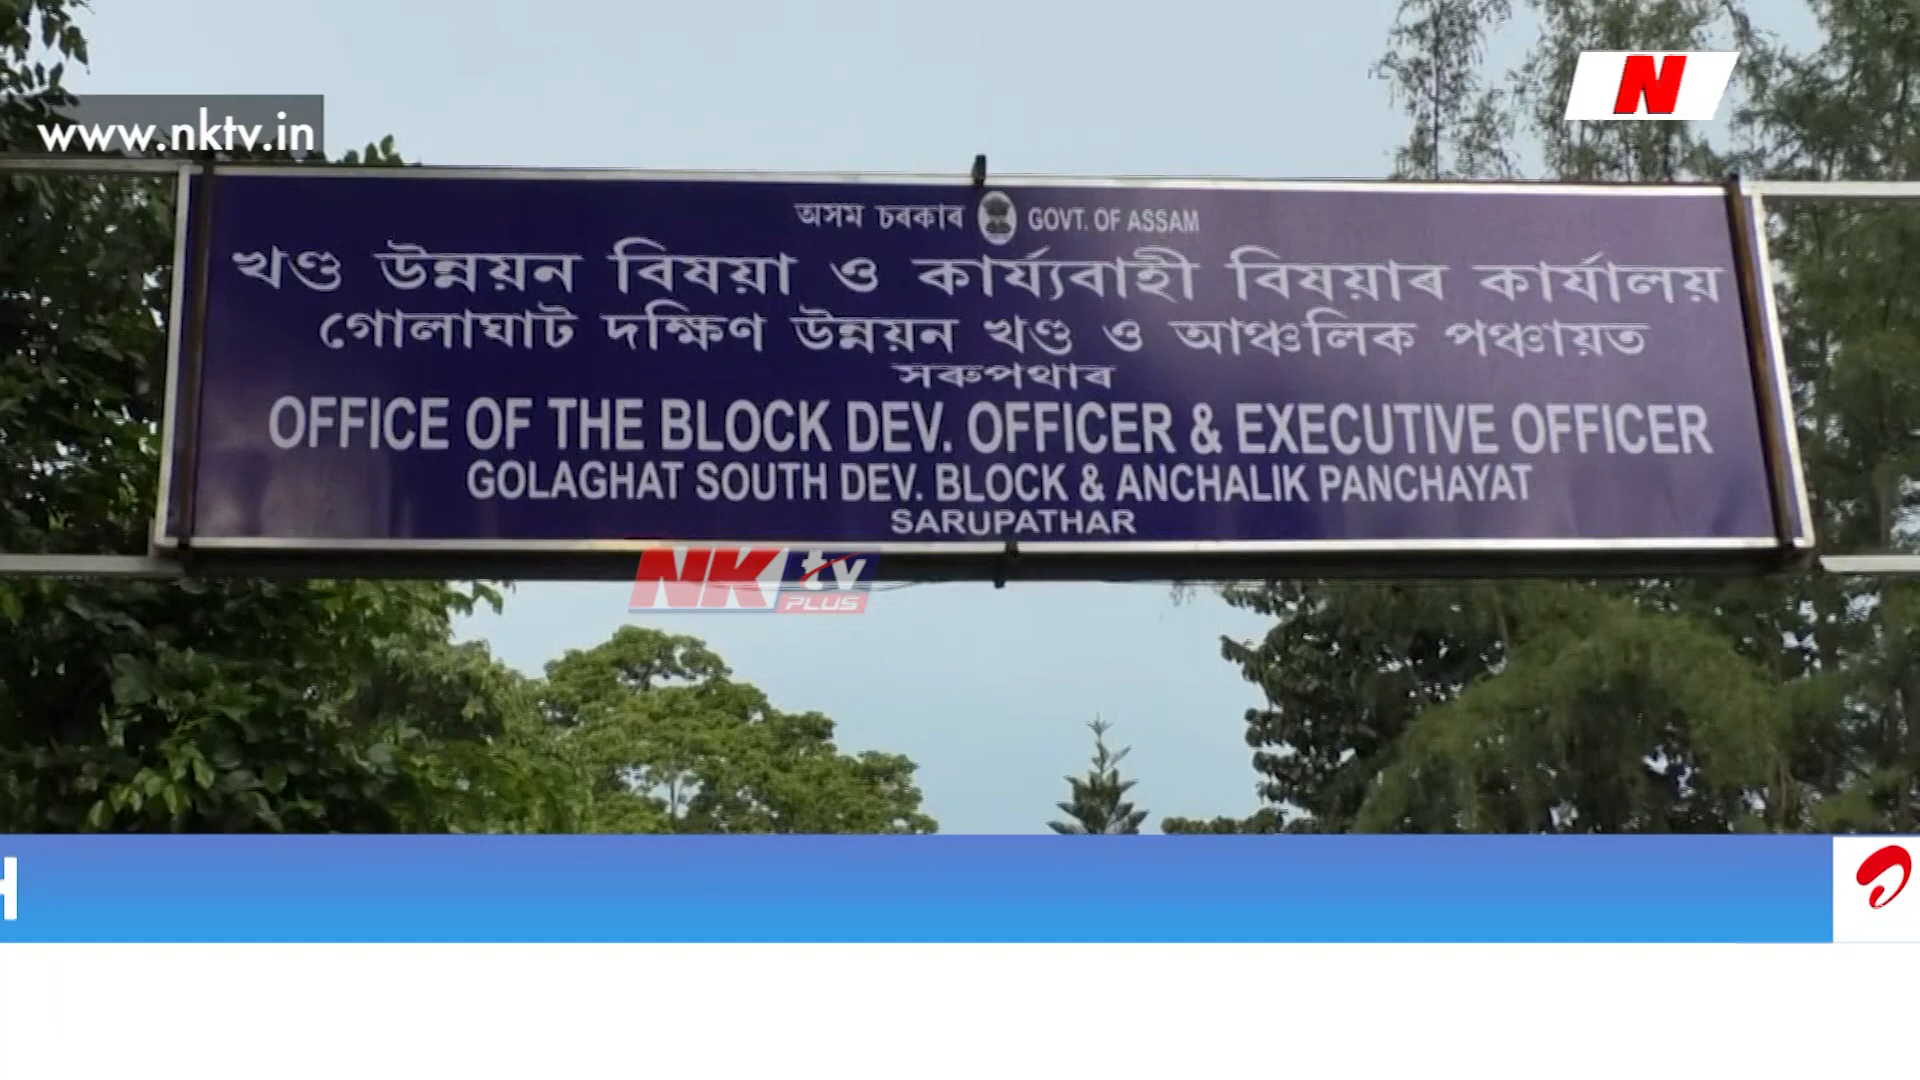 www.nktv.in
N
অসম চৰকাৰ GOVT. OF ASSAM
খণ্ড উন্নয়ন বিষয়া ও কাৰ্য্যবাহী বিষয়াৰ কাৰ্যালয়
গোলাঘাট দক্ষিণ উন্নয়ন খণ্ড ও আঞ্চলিক পঞ্চায়ত
সৰুপথাৰ
OFFICE OF THE BLOCK DEV. OFFICER & EXECUTIVE OFFICER
GOLAGHAT SOUTH DEV. BLOCK & ANCHALIK PANCHAYAT
SARUPATHAR
NK tv
PLUS